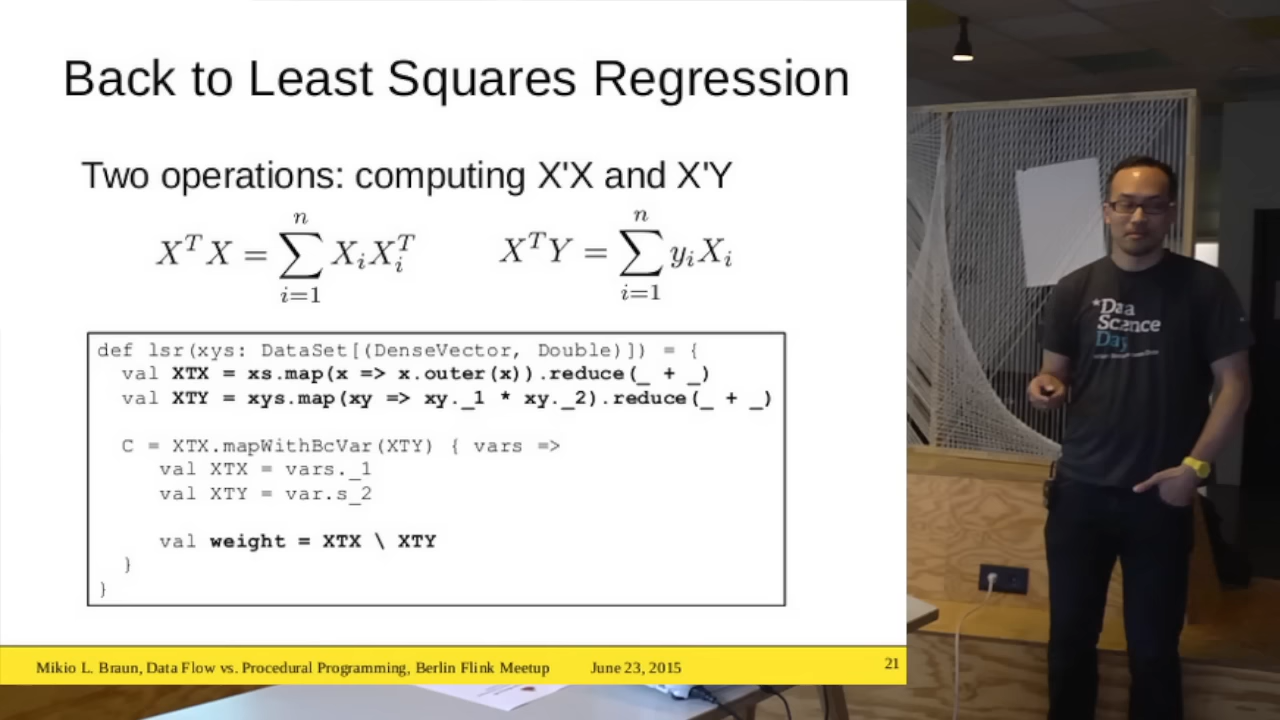 Back to Least Squares Regression
Two operations: computing X'X and X'Y
X^T X = \sum_{i=1}^{n} X_i X_i^T    X^T Y = \sum_{i=1}^{n} y_i X_i
def lsr(xys: DataSet[(DenseVector, Double)]) = {
val XTX = xs.map(x => x.outer(x)).reduce(_ + _)
val XTY = xys.map(xy => xy._1 * xy._2).reduce(_ + _)
C = XTX.mapWithBcVar(XTY) { vars =>
val XTX = vars._1
val XTY = var.s_2
val weight = XTX \ XTY
}
}
Mikio L. Braun, Data Flow vs. Procedural Programming, Berlin Flink Meetup June 23, 2015 21
*Da a
Sc ence
Day